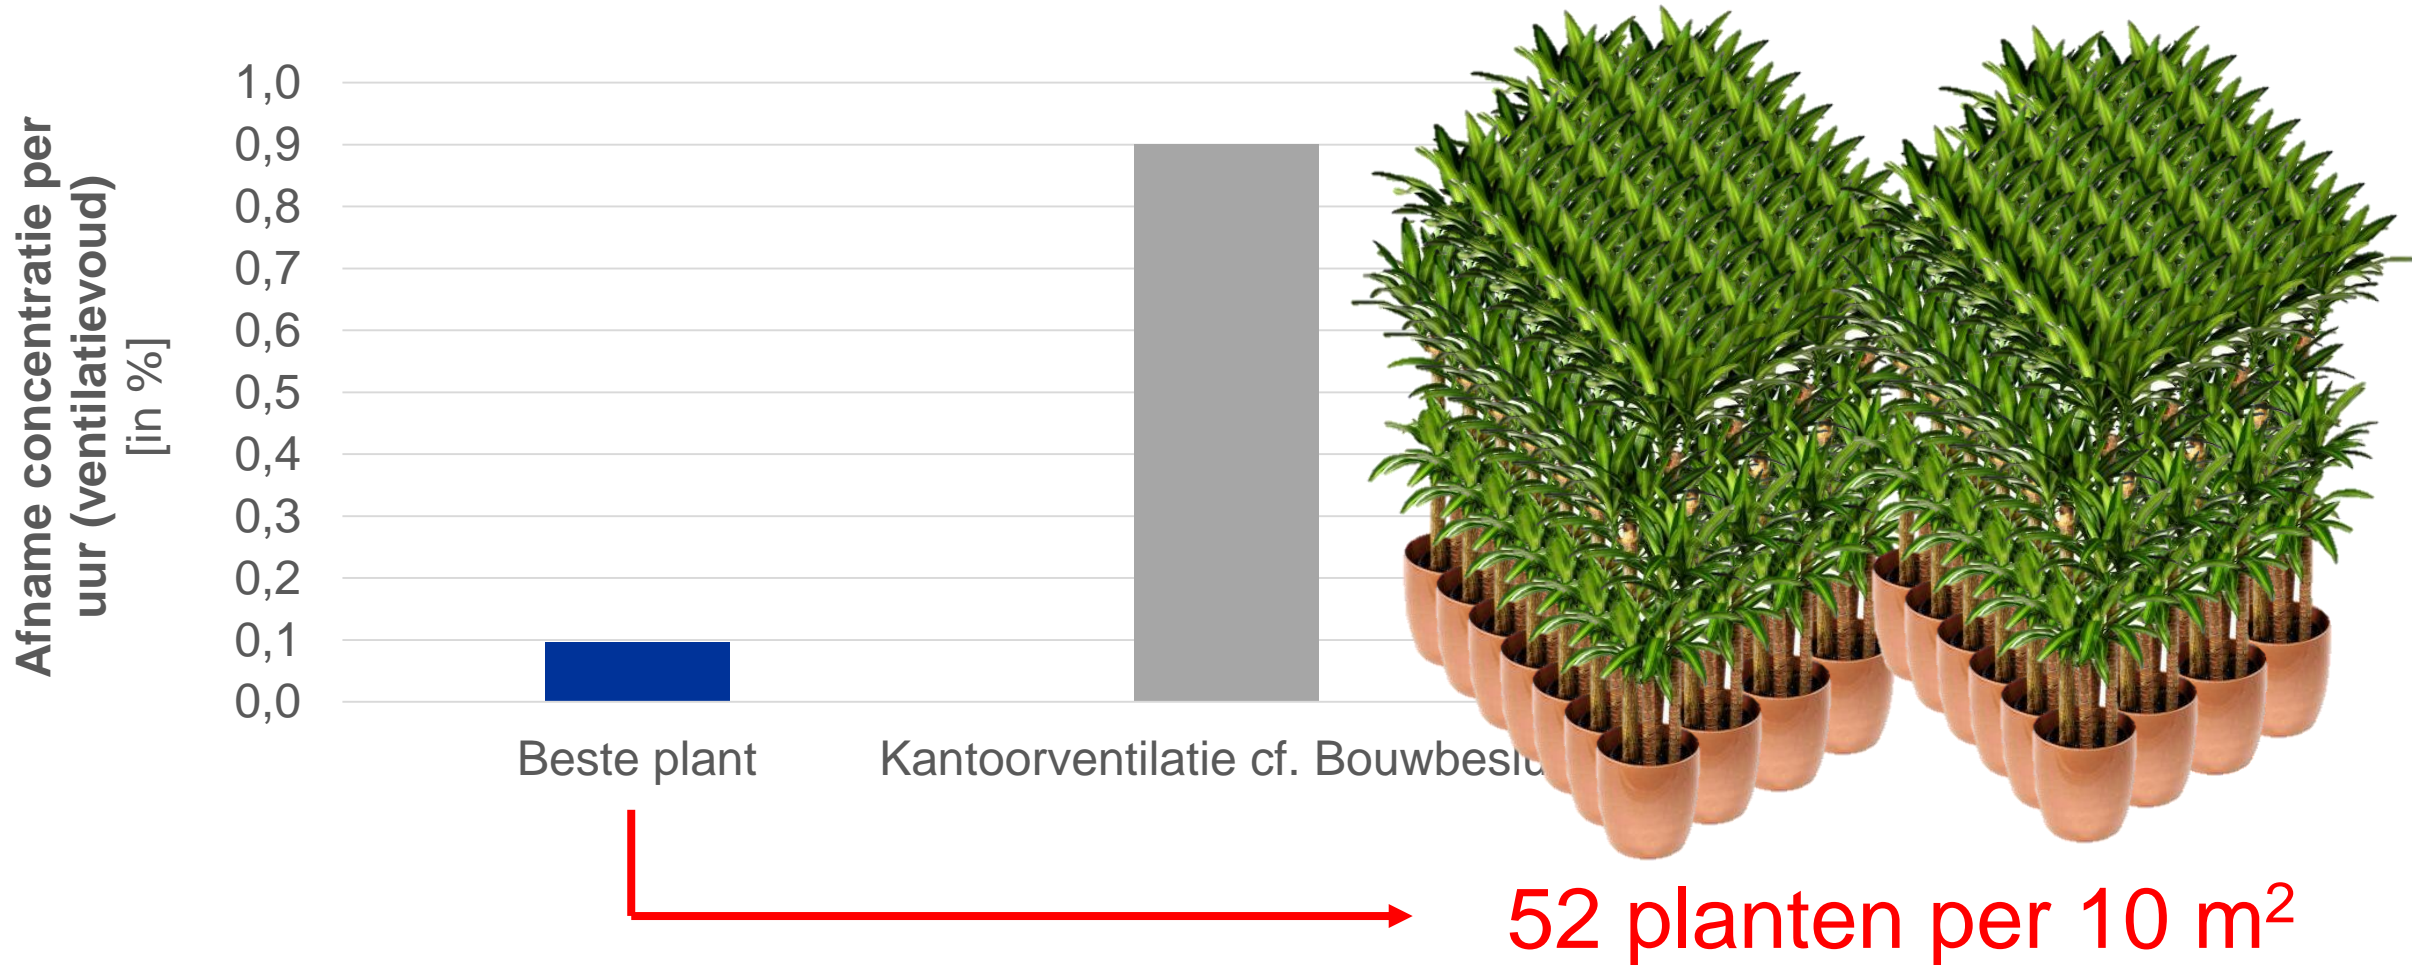 Afname concentratie per
uur (ventilatievoud)
[in %]
1,0
0,9
0,8
0,7
0,6
0,5
0,4
0,3
0,2
0,1
0,0
Beste plant
Kantoorventilatie cf.
52 planten per 10 m²